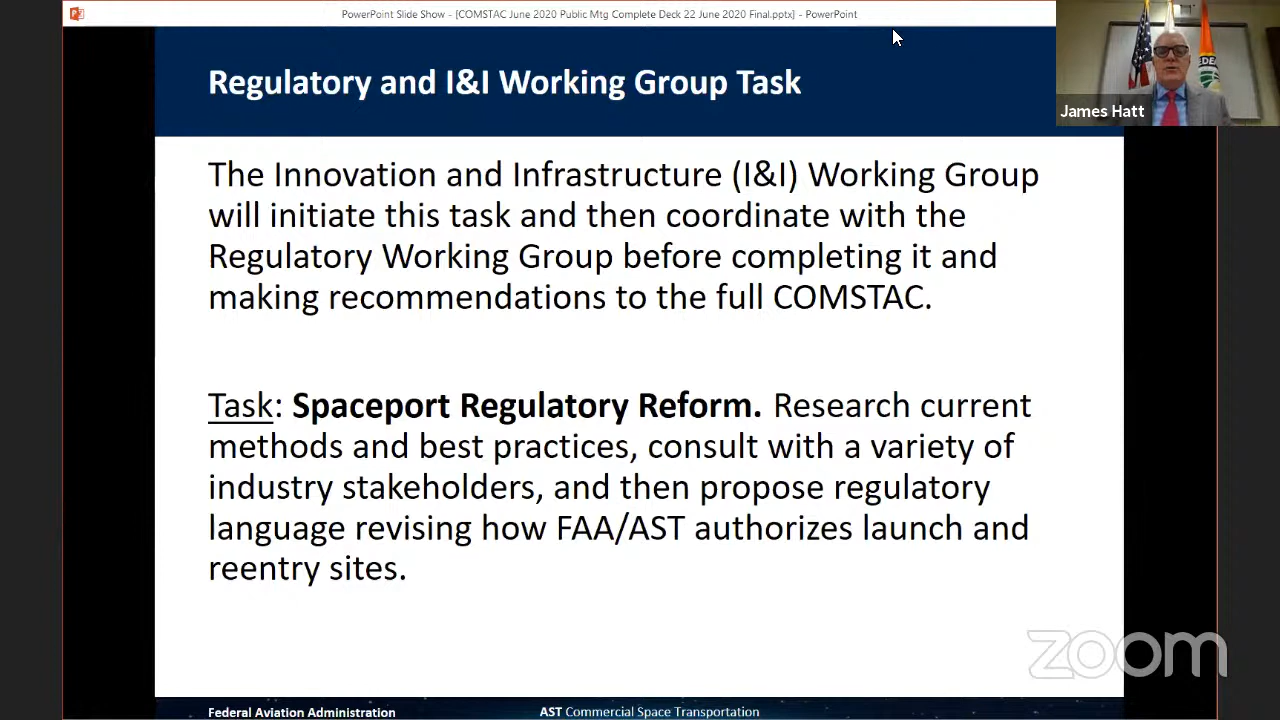 PowerPoint Slide Show - [COMSTAC June 2020 Public Mtg Complete Deck 22 June 2020 Final.pptx] - PowerPoint
Regulatory and I&I Working Group Task
James Hatt
The Innovation and Infrastructure (I&I) Working Group
will initiate this task and then coordinate with the
Regulatory Working Group before completing it and
making recommendations to the full COMSTAC.
Task: Spaceport Regulatory Reform. Research current
methods and best practices, consult with a variety of
industry stakeholders, and then propose regulatory
language revising how FAA/AST authorizes launch and
reentry sites.
zoom
Federal Aviation Administration
AST Commercial Space Transportation